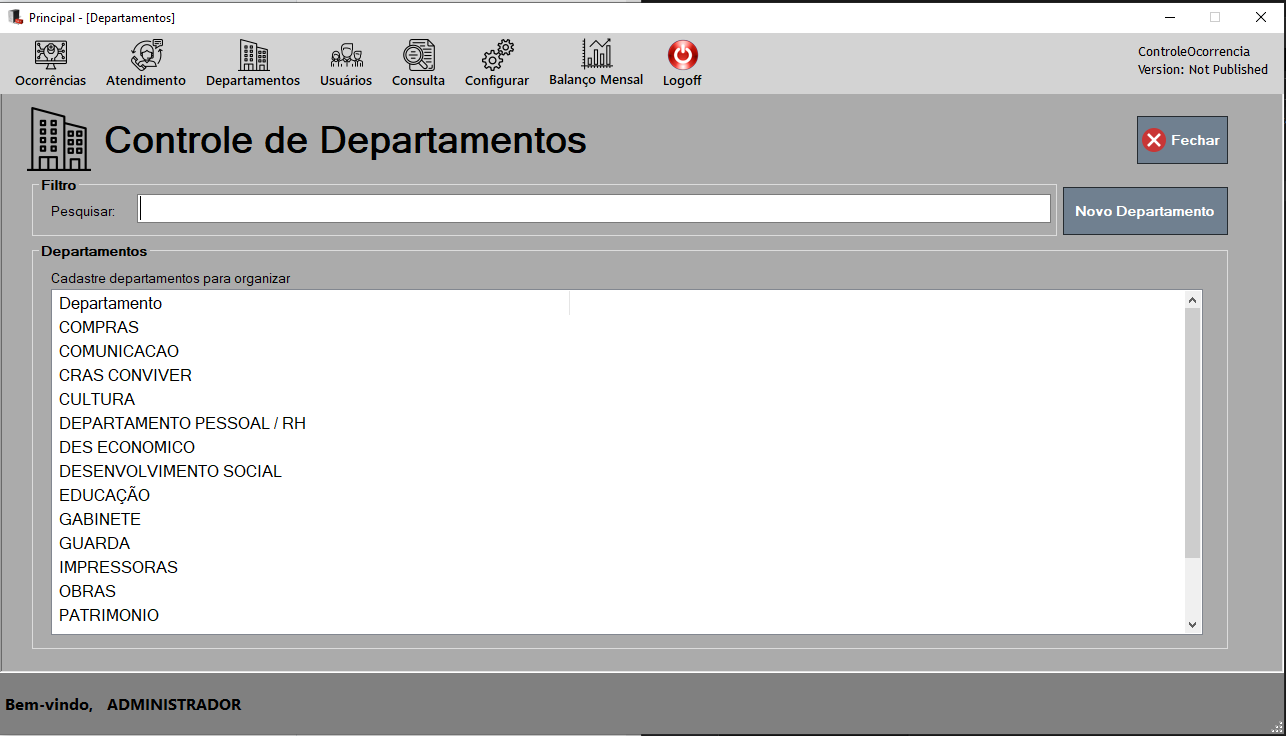 Principal - [Departamentos]
Ocorrências Atendimento Departamentos Usuários Consulta Configurar Balanço Mensal Logoff
ControleOcorrencia
Version: Not Published
Controle de Departamentos
Fechar
Filtro
Pesquisar:
Novo Departamento
Departamentos
Cadastre departamentos para organizar
Departamento
COMPRAS
COMUNICACAO
CRAS CONVIVER
CULTURA
DEPARTAMENTO PESSOAL / RH
DES ECONOMICO
DESENVOLVIMENTO SOCIAL
EDUCAÇÃO
GABINETE
GUARDA
IMPRESSORAS
OBRAS
PATRIMONIO
Bem-vindo, ADMINISTRADOR